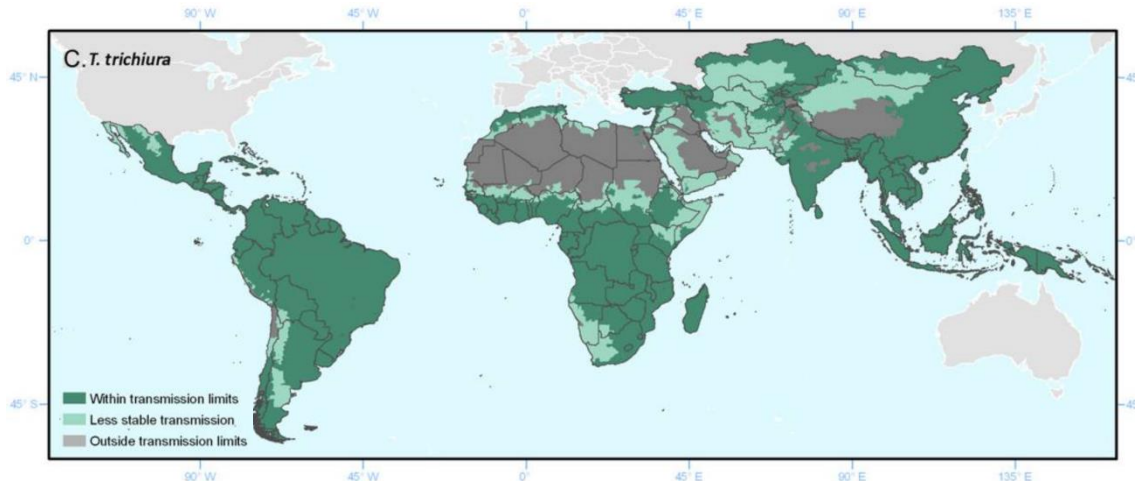 90° W 45° W 0° 45° E 90° E 135° E
C. T. trichiura
45° N 45°
0° 0°
Within transmission limits
Less stable transmission
45° S Outside transmission limits 45°
90° W 45° W 0° 45° E 90° E 135° E